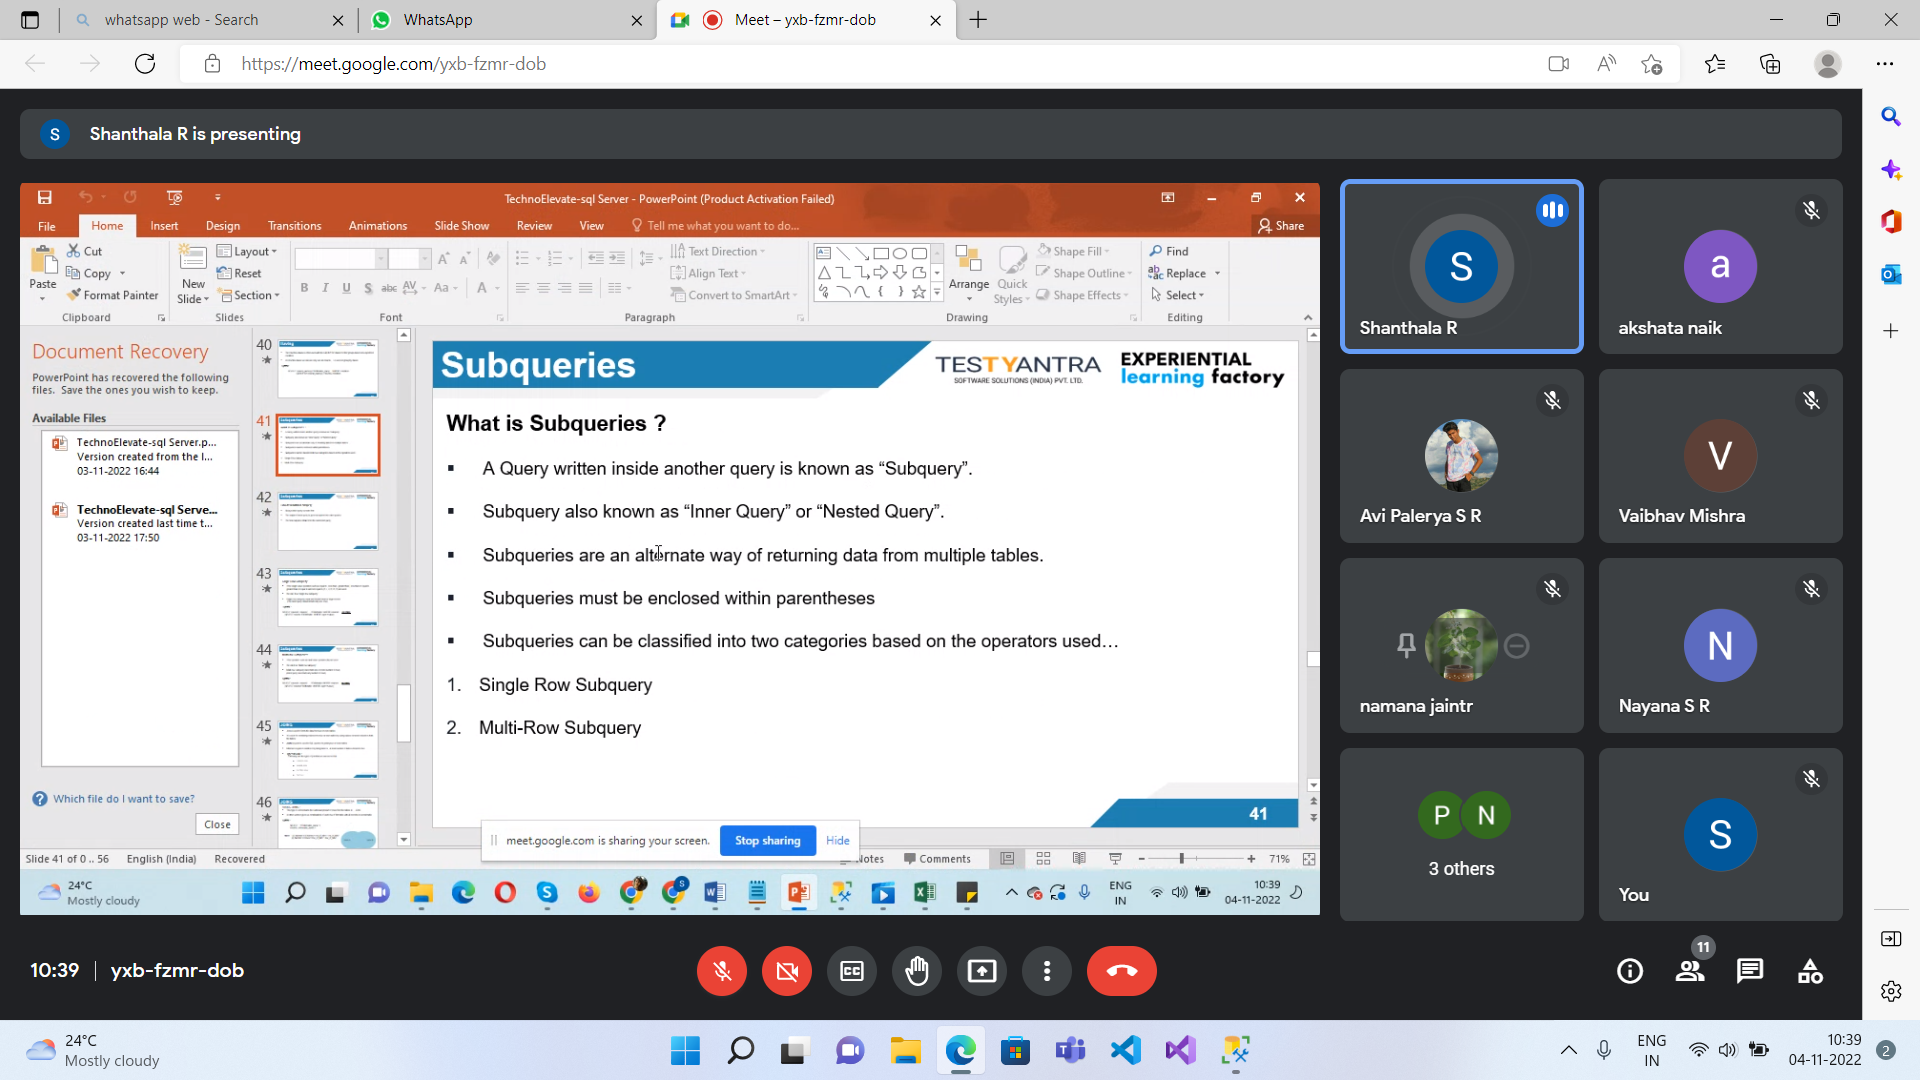 whatsapp web - Search
WhatsApp
Meet – yxb-fzmr-dob
https://meet.google.com/yxb-fzmr-dob
S
Shanthala R is presenting
TechnoElevate-sql Server - PowerPoint (Product Activation Failed)
File
Home
Insert
Design
Transitions
Animations
Slide Show
Review
View
Tell me what you want to do...
Share
Paste
Cut
Copy
Format Painter
Clipboard
New
Slide
Layout
Reset
Section
Slides
B I U S abc AV Aa A
Font
Text Direction
Align Text
Convert to SmartArt
Paragraph
Arrange
Quick
Styles
Shape Fill
Shape Outline
Shape Effects
Drawing
Find
Replace
Select
Editing
Document Recovery
PowerPoint has recovered the following
files. Save the ones you wish to keep.
Available Files
TechnoElevate-sql Server.p...
Version created from the l...
03-11-2022 16:44
TechnoElevate-sql Serve...
Version created last time t...
03-11-2022 17:50
Which file do I want to save?
Close
40
41
42
43
44
45
46
Subqueries
TESTYANTRA
SOFTWARE SOLUTIONS (INDIA) PVT. LTD.
EXPERIENTIAL
learning factory
What is Subqueries ?
▪ A Query written inside another query is known as “Subquery”.
▪ Subquery also known as “Inner Query” or “Nested Query”.
▪ Subqueries are an alternate way of returning data from multiple tables.
▪ Subqueries must be enclosed within parentheses
▪ Subqueries can be classified into two categories based on the operators used…
1. Single Row Subquery
2. Multi-Row Subquery
41
meet.google.com is sharing your screen.
Stop sharing
Hide
Slide 41 of 0 .. 56
English (India)
Recovered
Comments
71%
24°C
Mostly cloudy
ENG
IN
10:39
04-11-2022
S
Shanthala R
a
akshata naik
Avi Palerya S R
V
Vaibhav Mishra
namana jaintr
N
Nayana S R
P N
3 others
S
You
10:39 | yxb-fzmr-dob
11
24°C
Mostly cloudy
ENG
IN
10:39
04-11-2022
2